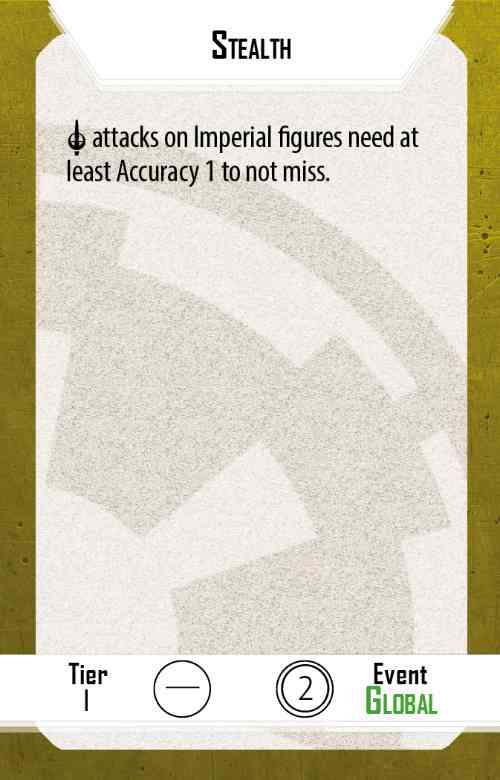 Stealth
attacks on Imperial figures need at
least Accuracy 1 to not miss.
Tier
I
—
2
Event
Global